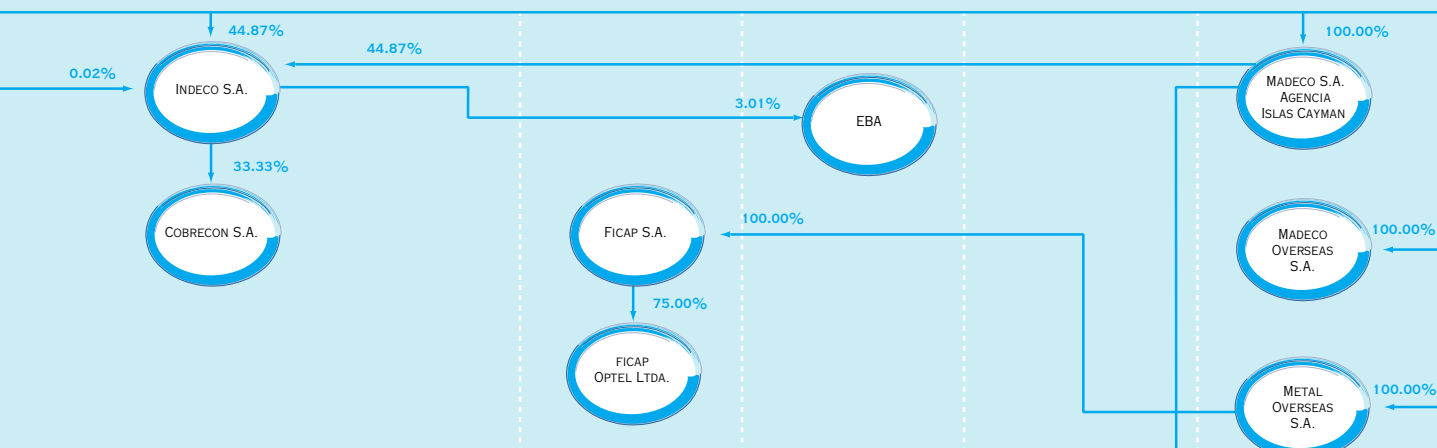 44.87%
100.00%
44.87%
0.02%
INDECO S.A.
MADECO S.A.
AGENCIA
ISLAS CAYMAN
3.01%
EBA
33.33%
COBRECON S.A.
FICAP S.A.
100.00%
MADECO
OVERSEAS
S.A.
100.00%
75.00%
FICAP
OPTEL LTDA.
METAL
OVERSEAS
S.A.
100.00%